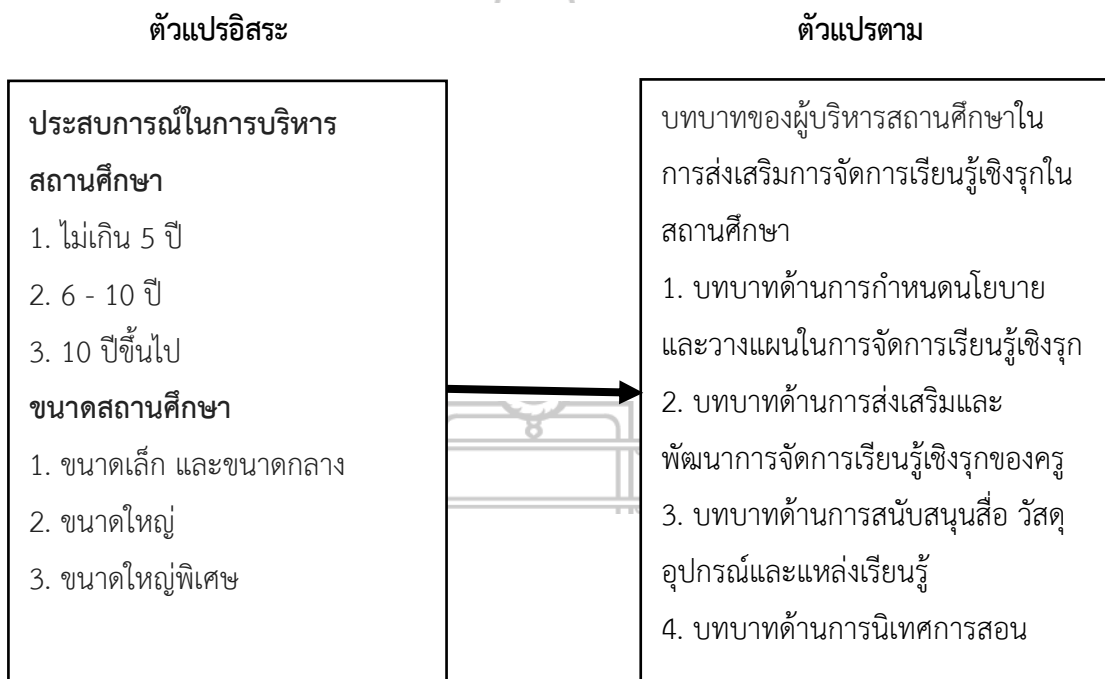 ตัวแปรอิสระ
ตัวแปรตาม
ประสบการณ์ในการบริหาร
สถานศึกษา
1. ไม่เกิน 5 ปี
2. 6 - 10 ปี
3. 10 ปีขึ้นไป
ขนาดสถานศึกษา
1. ขนาดเล็ก และขนาดกลาง
2. ขนาดใหญ่
3. ขนาดใหญ่พิเศษ
บทบาทของผู้บริหารสถานศึกษาใน
การส่งเสริมการจัดการเรียนรู้เชิงรุกใน
สถานศึกษา
1. บทบาทด้านการกำหนดนโยบาย
และวางแผนในการจัดการเรียนรู้เชิงรุก
2. บทบาทด้านการส่งเสริมและ
พัฒนาการจัดการเรียนรู้เชิงรุกของครู
3. บทบาทด้านการสนับสนุนสื่อ วัสดุ
อุปกรณ์และแหล่งเรียนรู้
4. บทบาทด้านการนิเทศการสอน